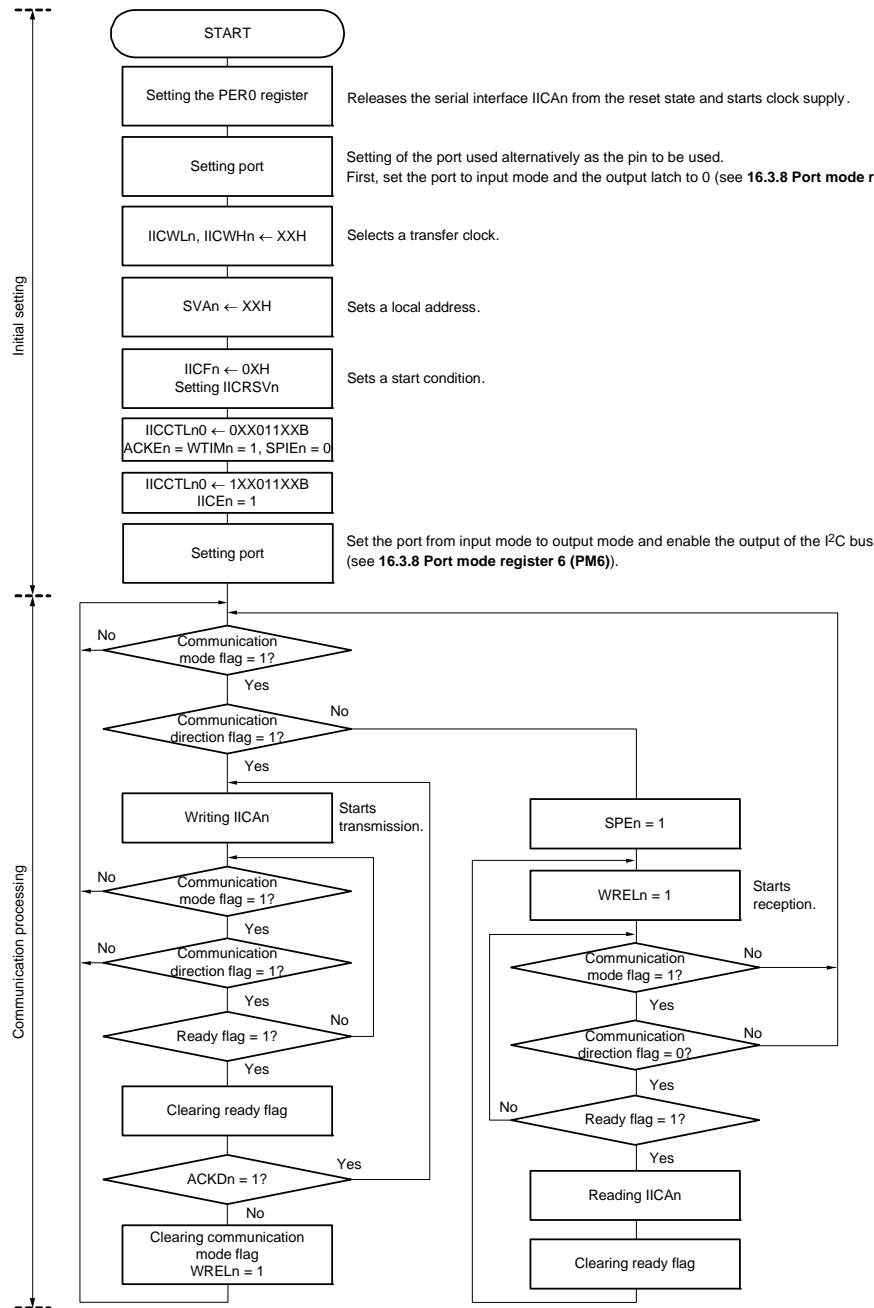 START
Setting the PER0 register
Releases the serial interface IICAn from the reset state and starts clock supply.
Setting port
Setting of the port used alternatively as the pin to be used.
First, set the port to input mode and the output latch to 0 (see 16.3.8 Port mode r
IICWLn, IICWHn ← XXH
Selects a transfer clock.
SVAn ← XXH
Sets a local address.
Initial setting
IICFn ← 0XH
Setting IICRSVn
Sets a start condition.
IICCTLn0 ← 0XX011XXB
ACKEn = WTIMn = 1, SPIEn = 0
IICCTLn0 ← 1XX011XXB
IICEn = 1
Setting port
Set the port from input mode to output mode and enable the output of the I2C bus
(see 16.3.8 Port mode register 6 (PM6)).
No
Communication
mode flag = 1?
Yes
Communication
direction flag = 1?
No
Yes
Writing IICAn
Starts
transmission.
No
Communication
mode flag = 1?
Yes
No
Communication
direction flag = 1?
Yes
Ready flag = 1?
No
Yes
Clearing ready flag
ACKDn = 1?
Yes
No
Clearing communication
mode flag
WRELn = 1
Communication processing
SPEn = 1
WRELn = 1
Starts
reception.
Communication
mode flag = 1?
No
Yes
Communication
direction flag = 0?
No
Yes
No
Ready flag = 1?
Yes
Reading IICAn
Clearing ready flag